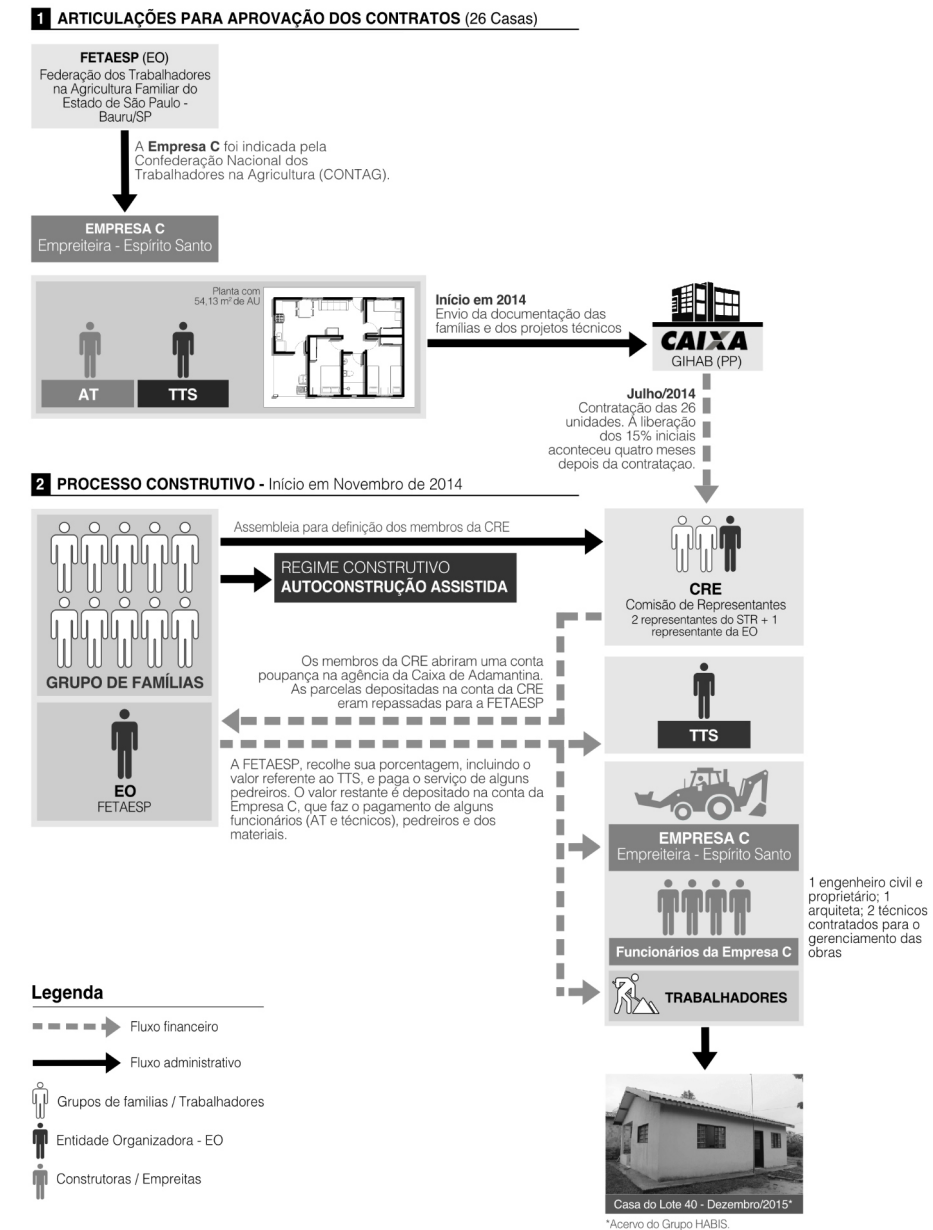 1 ARTICULAÇÕES PARA APROVAÇÃO DOS CONTRATOS (26 Casas)
FETAESP (EO)
Federação dos Trabalhadores
na Agricultura Familiar do
Estado de São Paulo -
Bauru/SP
A Empresa C foi indicada pela
Confederação Nacional dos
Trabalhadores na Agricultura (CONTAG).
EMPRESA C
Empreiteira - Espírito Santo
Planta com
54,13 m² de AU
AT
TTS
Início em 2014
Envio da documentação das
famílias e dos projetos técnicos
CAIXA
GIHAB (PP)
Julho/2014
Contratação das 26
unidades. A liberação
dos 15% iniciais
aconteceu quatro meses
depois da contrataçao.
2 PROCESSO CONSTRUTIVO - Início em Novembro de 2014
Assembleia para definição dos membros da CRE
REGIME CONSTRUTIVO
AUTOCONSTRUÇÃO ASSISTIDA
GRUPO DE FAMÍLIAS
CRE
Comisão de Representantes
2 representantes do STR + 1
representante da EO
Os membros da CRE abriram uma conta
poupança na agência da Caixa de Adamantina.
As parcelas depositadas na conta da CRE
eram repassadas para a FETAESP
EO
FETAESP
TTS
A FETAESP, recolhe sua porcentagem, incluindo o
valor referente ao TTS, e paga o serviço de alguns
pedreiros. O valor restante é depositado na conta da
Empresa C, que faz o pagamento de alguns
funcionários (AT e técnicos), pedreiros e dos
materiais.
EMPRESA C
Empreiteira - Espírito Santo
Funcionários da Empresa C
1 engenheiro civil e
proprietário; 1
arquiteta; 2 técnicos
contratados para o
gerenciamento das
obras
TRABALHADORES
Legenda
Fluxo financeiro
Fluxo administrativo
Grupos de familias / Trabalhadores
Entidade Organizadora - EO
Construtoras / Empreitas
Casa do Lote 40 - Dezembro/2015*
*Acervo do Grupo HABIS.